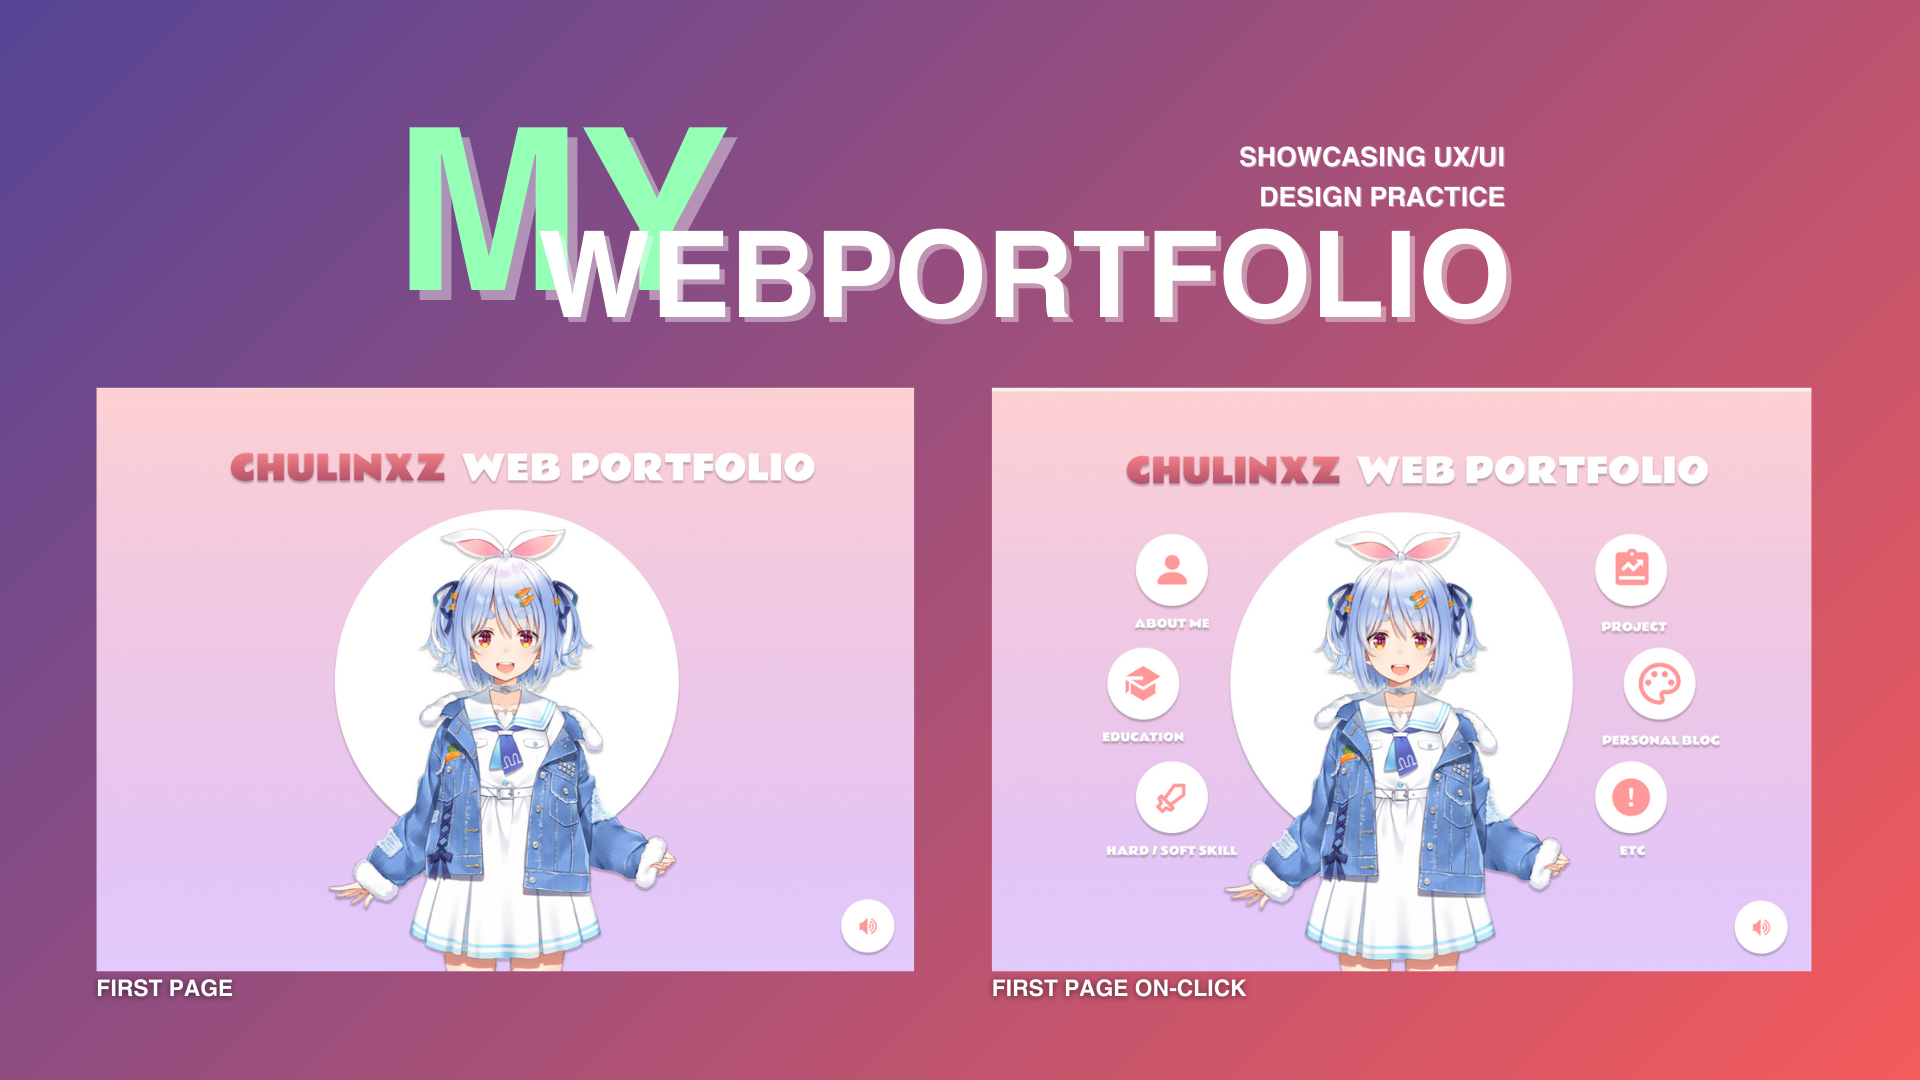 MY
SHOWCASING UX/UI
DESIGN PRACTICE
WEBPORTFOLIO
CHULINXZ WEB PORTFOLIO
FIRST PAGE
CHULINXZ WEB PORTFOLIO
ABOUT ME
PROJECT
EDUCATION
PERSONAL BLOG
HARD / SOFT SKILL
ETC
FIRST PAGE ON-CLICK